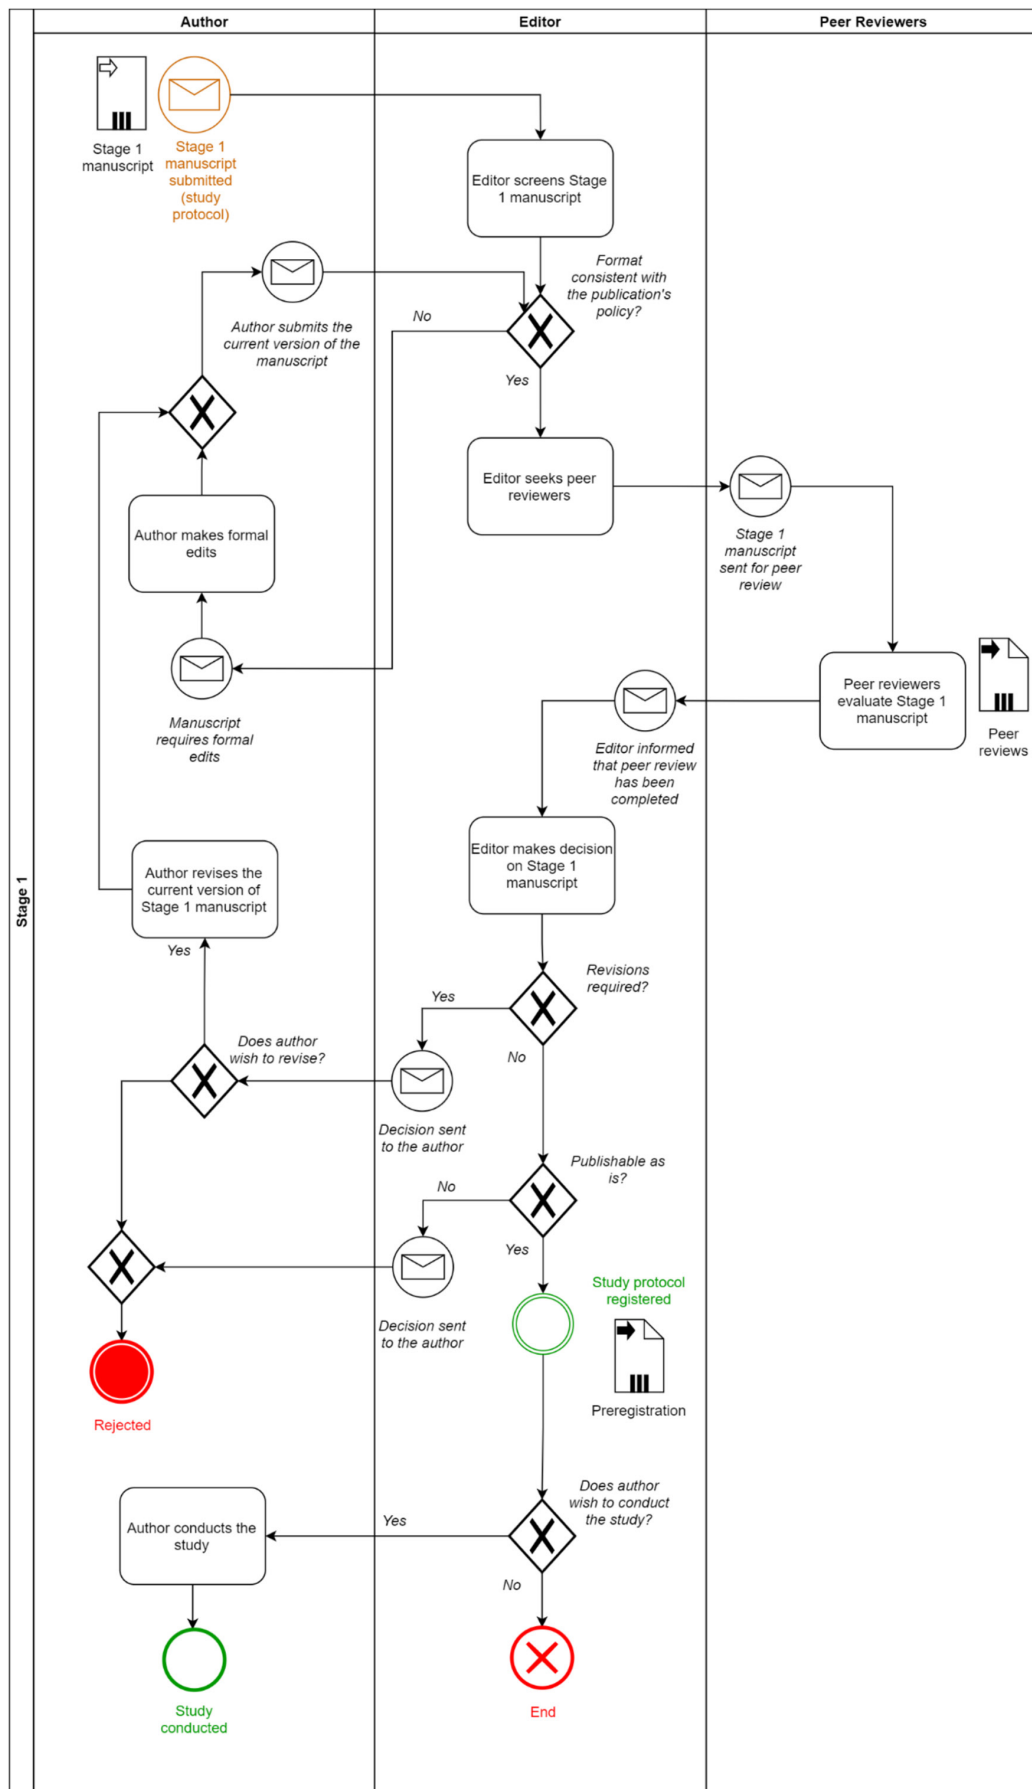 Author
Editor
Peer Reviewers
Stage 1
manuscript
Stage 1
manuscript
submitted
(study
protocol)
Editor screens Stage
1 manuscript
Format
consistent with
the publication's
policy?
No
Yes
Author submits the
current version of the
manuscript
Editor seeks peer
reviewers
Stage 1
manuscript
sent for peer
review
Author makes formal
edits
Manuscript
requires formal
edits
Peer reviewers
evaluate Stage 1
manuscript
Peer
reviews
Editor informed
that peer review
has been
completed
Editor makes decision
on Stage 1
manuscript
Author revises the
current version of
Stage 1 manuscript
Yes
Stage 1
Revisions
required?
Yes
No
Does author
wish to revise?
Decision sent
to the author
Publishable as
is?
No
Yes
Decision sent
to the author
Study protocol
registered
Preregistration
Rejected
Does author
wish to conduct
the study?
Yes
No
Author conducts the
study
Study
conducted
End